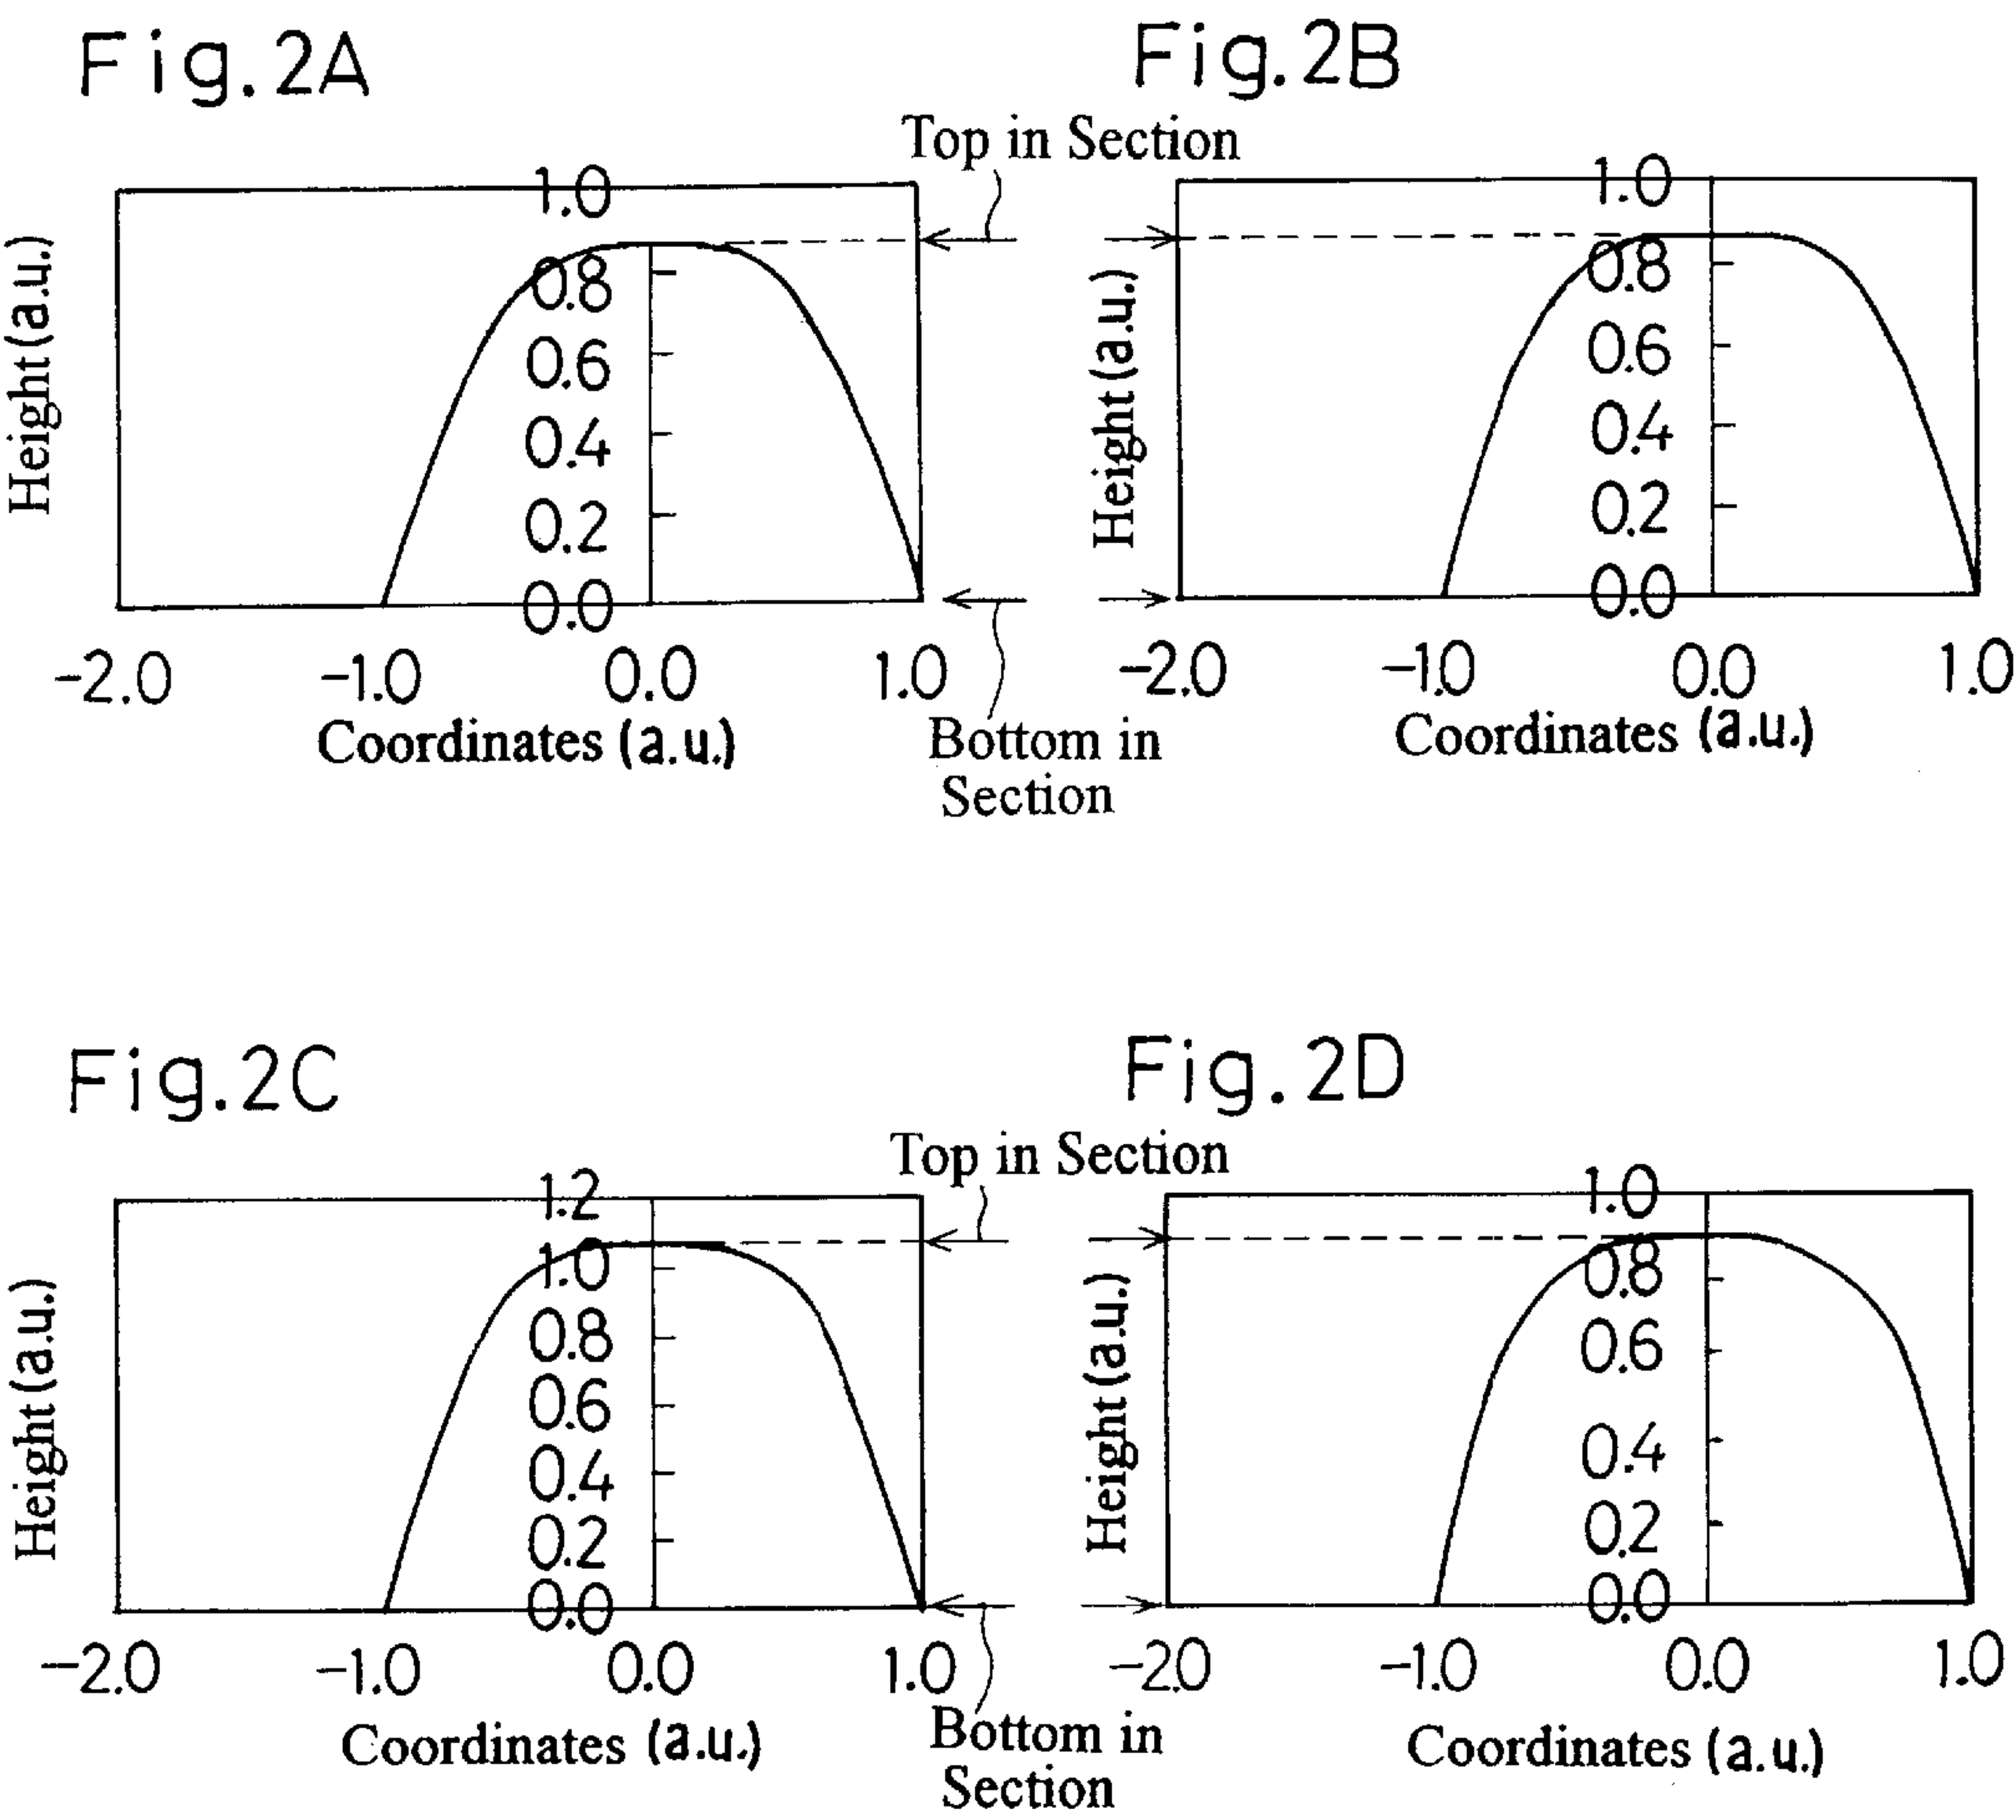 Fig.2A
Fig.2B
Top in Section
Height (a.u.)
1.0
0.8
0.6
0.4
0.2
0.0
-2.0 -1.0 0.0 1.0
Coordinates (a.u.)
Bottom in
Section
Height (a.u.)
1.0
0.8
0.6
0.4
0.2
0.0
-2.0 -1.0 0.0 1.0
Coordinates (a.u.)
Fig.2C
Fig.2D
Top in Section
Height (a.u.)
1.2
1.0
0.8
0.6
0.4
0.2
0.0
-2.0 -1.0 0.0 1.0
Coordinates (a.u.)
Bottom in
Section
Height (a.u.)
1.0
0.8
0.6
0.4
0.2
0.0
-2.0 -1.0 0.0 1.0
Coordinates (a.u.)